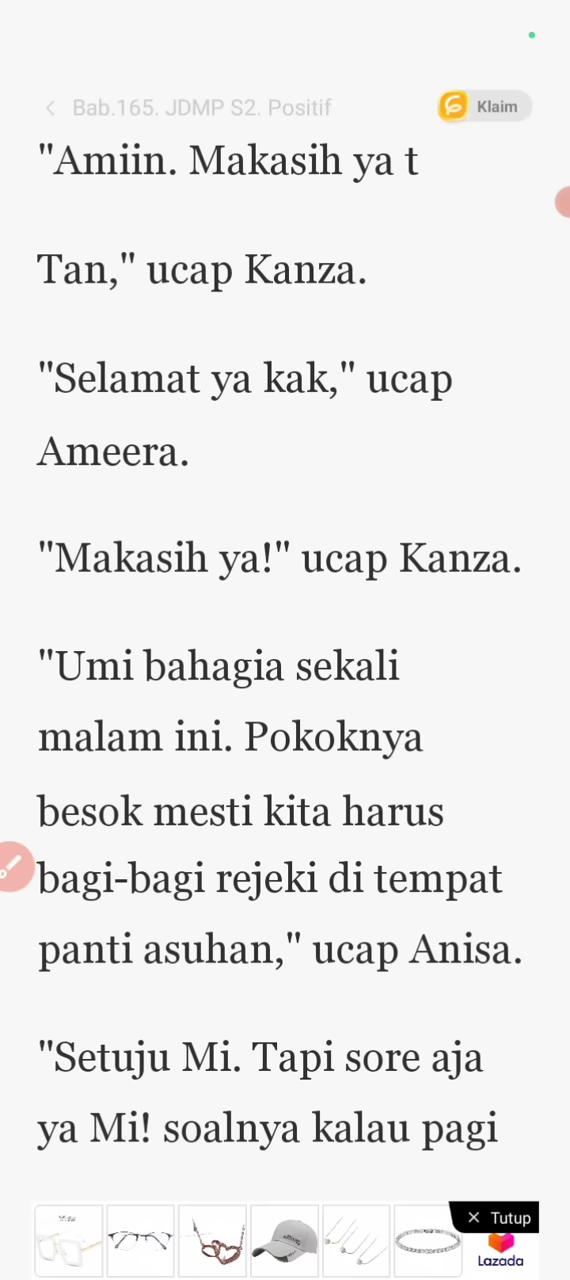 Bab.165. JDMP S2. Positif
Klaim
"Amiin. Makasih ya t
Tan," ucap Kanza.
"Selamat ya kak," ucap
Ameera.
"Makasih ya!" ucap Kanza.
"Umi bahagia sekali
malam ini. Pokoknya
besok mesti kita harus
bagi-bagi rejeki di tempat
panti asuhan," ucap Anisa.
"Setuju Mi. Tapi sore aja
ya Mi! soalnya kalau pagi
Tutup
Lazada